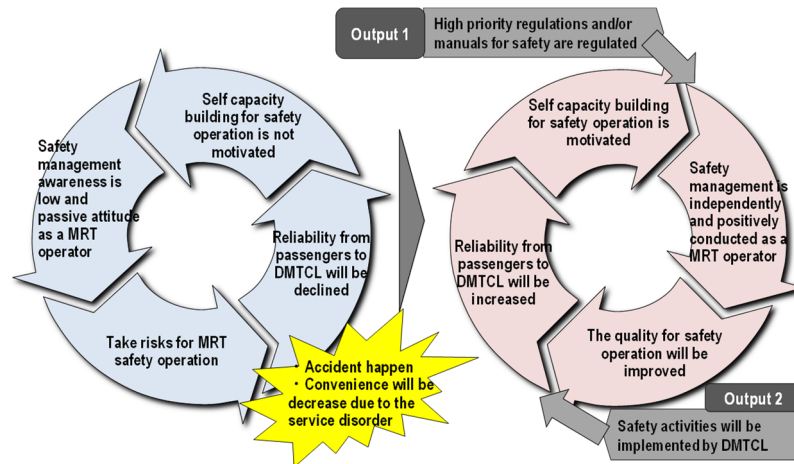 Output 1
High priority regulations and/or
manuals for safety are regulated
Self capacity building
for safety operation is not
motivated
Safety
management
awareness is
low and
passive attitude
as a MRT
operator
Reliability from
passengers to
DMTCL will be
declined
Take risks for MRT
safety operation
・ Accident happen
・ Convenience will be
decrease due to the
service disorder
Self capacity building
for safety operation is
motivated
Safety
management is
independently
and positively
conducted as a
MRT operator
Reliability from
passengers to
DMTCL will be
increased
The quality for safety
operation will be
improved
Output 2
Safety activities will be
implemented by DMTCL